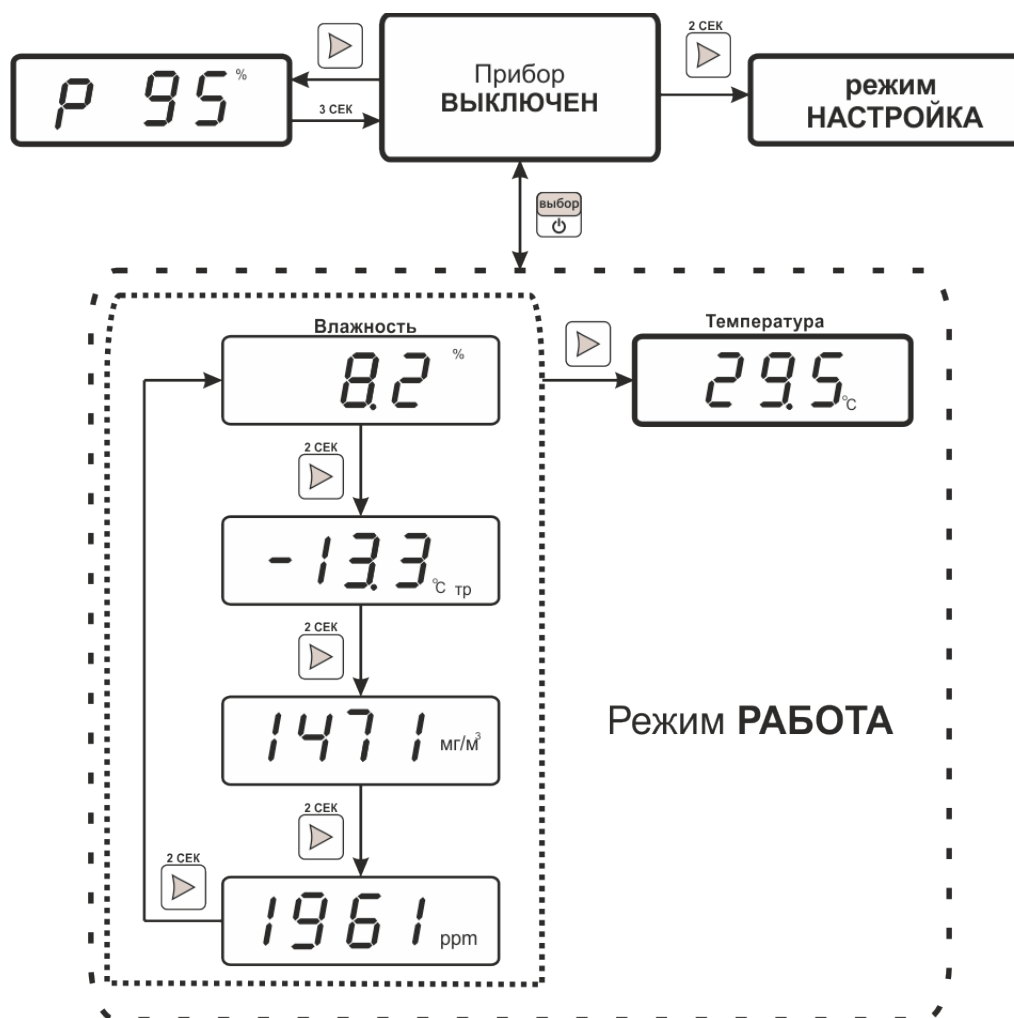 2 СЕК
P 95 %
3 СЕК
Прибор
ВЫКЛЮЧЕН
режим
НАСТРОЙКА
выбор
Влажность
8.2 %
Температура
29.5 °C
2 СЕК
-13.3 °C тр
2 СЕК
1471 мг/м³
Режим РАБОТА
2 СЕК
2 СЕК
1961 ppm